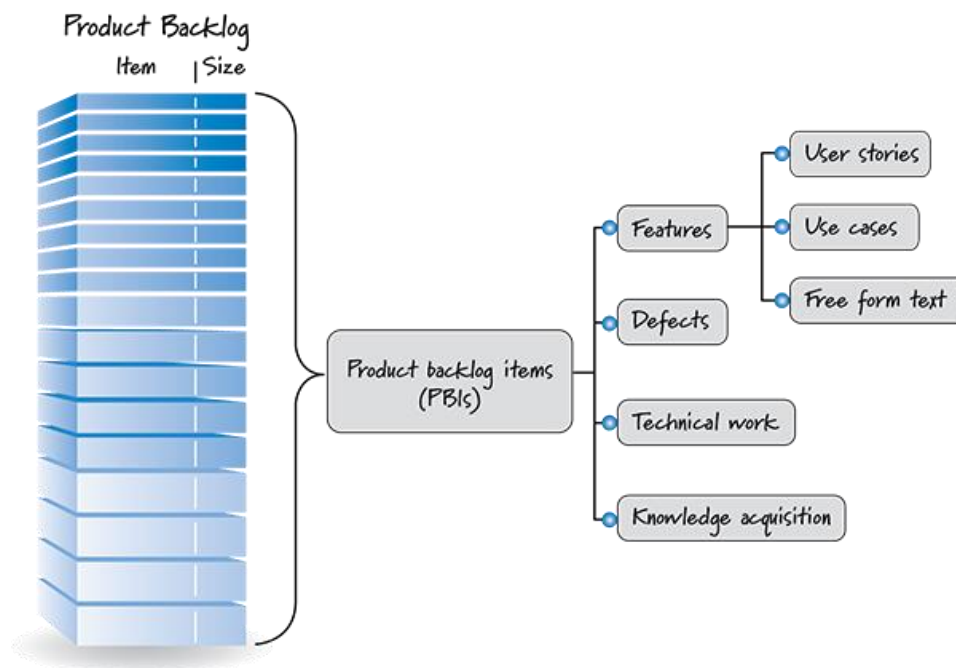 Product Backlog
Item | Size
Product backlog items
(PBIs)
Features
Defects
Technical work
Knowledge acquisition
User stories
Use cases
Free form text